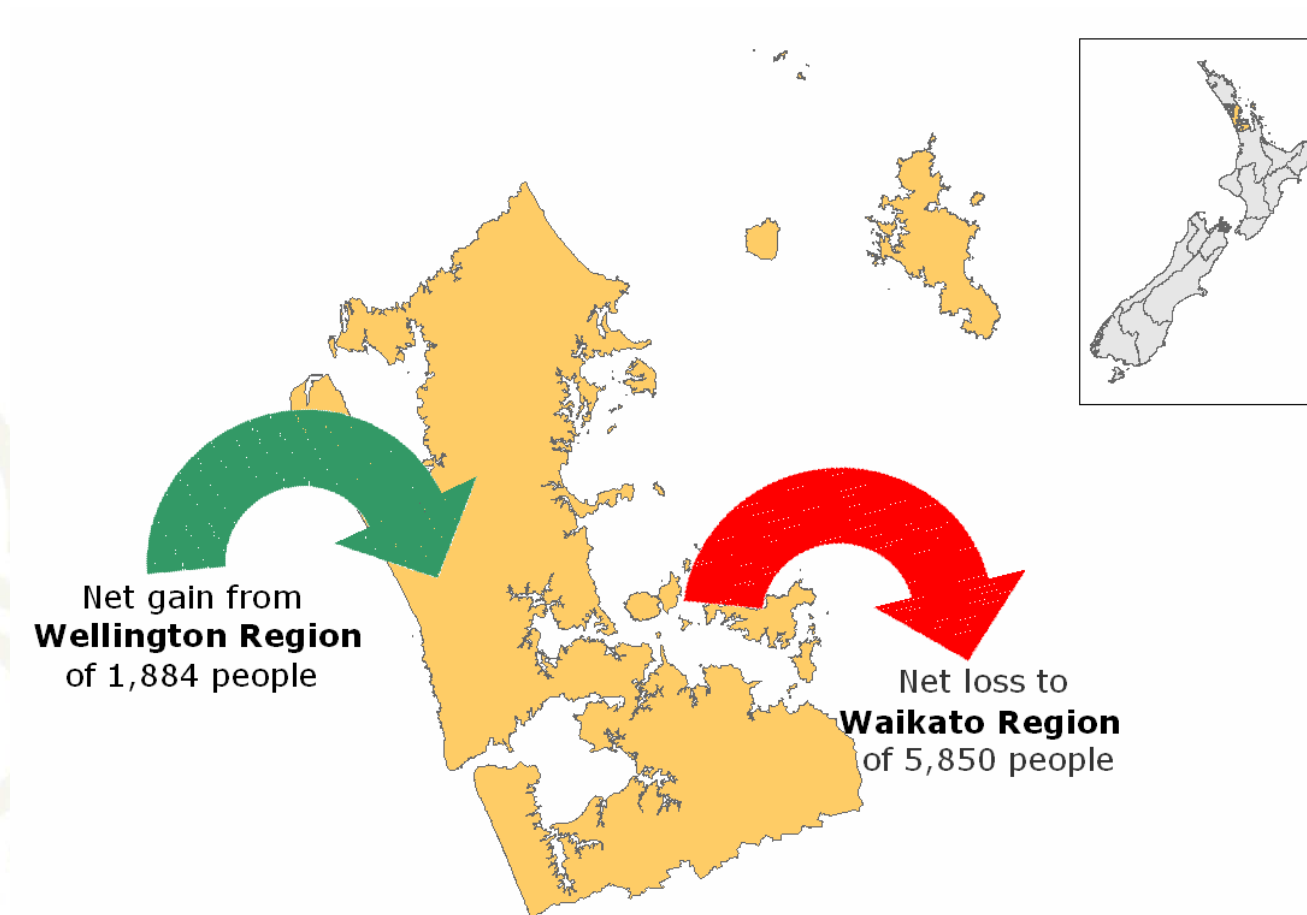 Net gain from
Wellington Region
of 1,884 people
Net loss to
Waikato Region
of 5,850 people